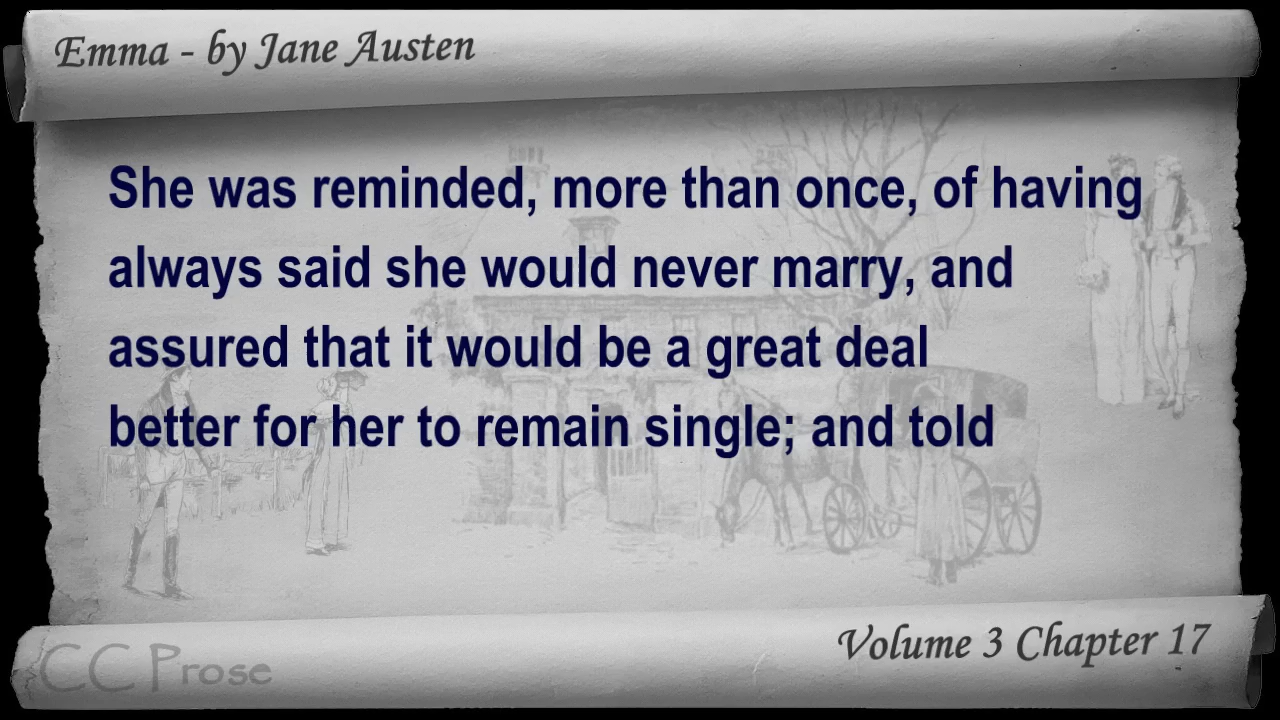 Emma - by Jane Austen
She was reminded, more than once, of having
always said she would never marry, and
assured that it would be a great deal
better for her to remain single; and told
Volume 3 Chapter 17
CC Prose